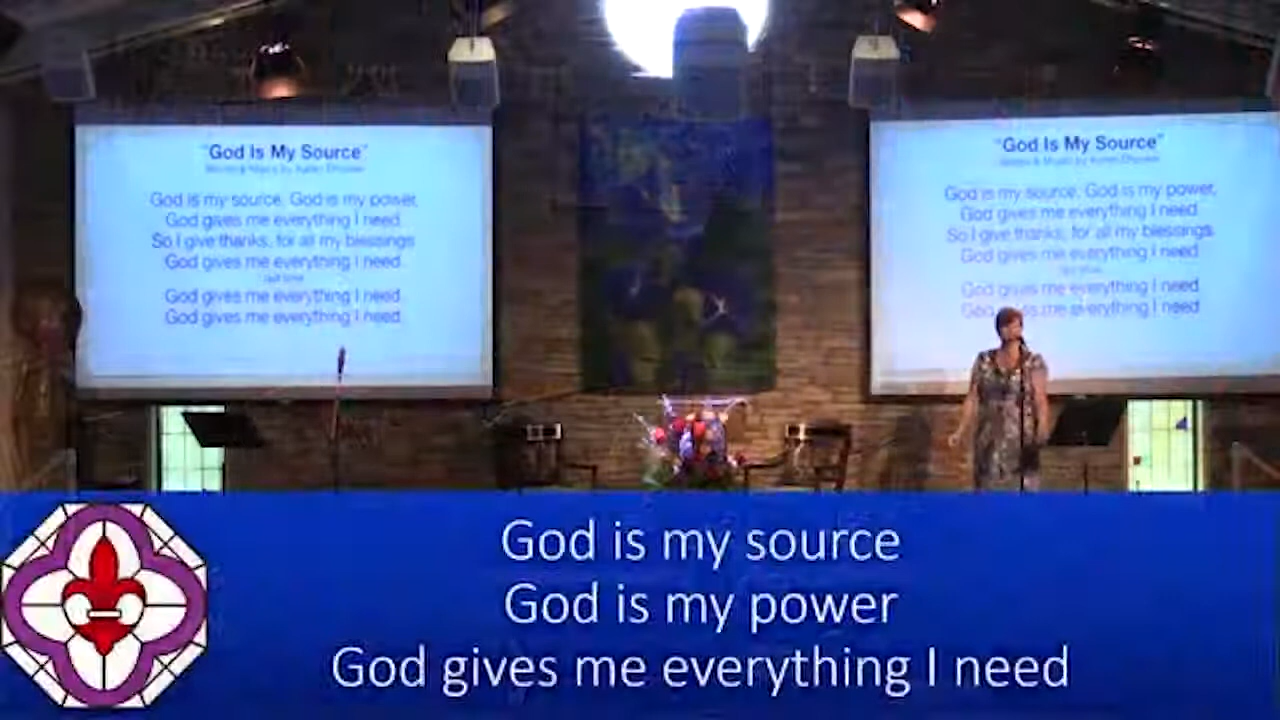 "God Is My Source"
God is my source, God is my power,
God gives me everything I need.
So I give thanks, for all my blessings
God gives me everything I need.
God gives me everything I need
God gives me everything I need
"God Is My Source"
God is my source, God is my power,
God gives me everything I need.
So I give thanks, for all my blessings
God gives me everything I need
God gives me everything I need
me everything I need
God is my source
God is my power
God gives me everything I need